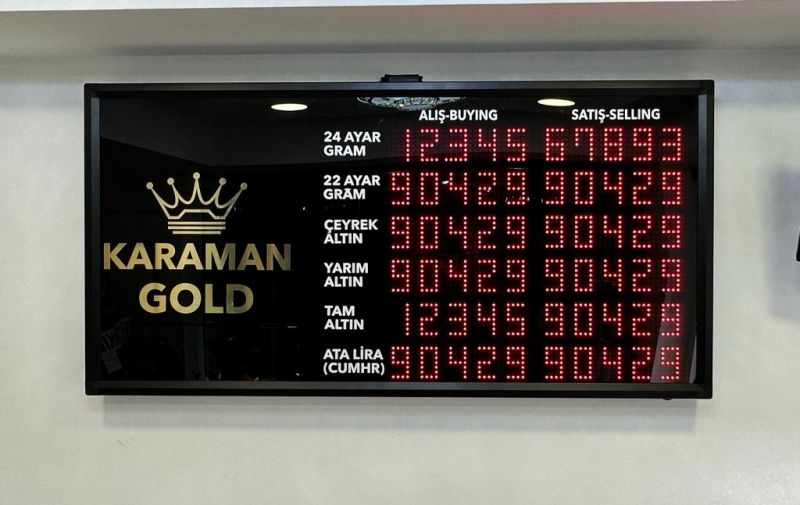 ALIŞ-BUYING SATIŞ-SELLING
24 AYAR
GRAM
12345 67893
22 AYAR
GRAM
90429 90429
ÇEYREK
ALTIN
90429 90429
YARIM
ALTIN
90429 90429
TAM
ALTIN
12345 90429
ATA LİRA
(CUMHR)
90429 90429
KARAMAN
GOLD